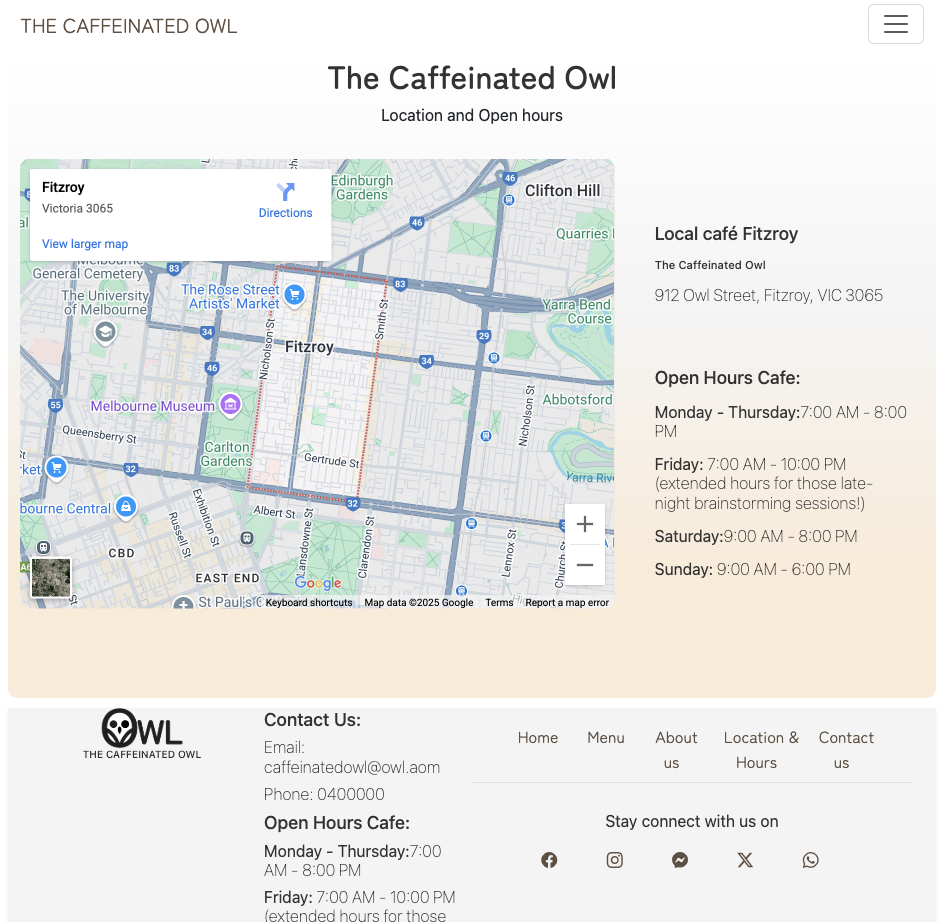 THE CAFFEINATED OWL
The Caffeinated Owl
Location and Open hours
Fitzroy
Victoria 3065
Directions
View larger map
Edinburgh
Gardens
46
Clifton Hill
46
Quarries
Melbourne
General Cemetery
83
83
The University
of Melbourne
The Rose Street
Artists' Market
Yarra Bend
Course
Nicholson St
Smith St
34
Fitzroy
29
34
46
55
Melbourne Museum
Abbotsford
Nicholson St
Queensberry St
Carlton
Gardens
Gertrude St
Yarra Riv
ket
32
32
bourne Central
Albert St
Exhibition St
Russell St
Lansdowne St
Clarendon St
Lennox St
Church St
CBD
EAST END
St Paul's C
Google
Keyboard shortcuts
Map data ©2025 Google
Terms
Report a map error
Local café Fitzroy
The Caffeinated Owl
912 Owl Street, Fitzroy, VIC 3065
Open Hours Cafe:
Monday - Thursday:7:00 AM - 8:00
PM
Friday: 7:00 AM - 10:00 PM
(extended hours for those late-
night brainstorming sessions!)
Saturday:9:00 AM - 8:00 PM
Sunday: 9:00 AM - 6:00 PM
OWL
THE CAFFEINATED OWL
Contact Us:
Email:
caffeinatedowl@owl.aom
Phone: 0400000
Open Hours Cafe:
Monday - Thursday:7:00
AM - 8:00 PM
Friday: 7:00 AM - 10:00 PM
(extended hours for those
Home
Menu
About
us
Location &
Hours
Contact
us
Stay connect with us on